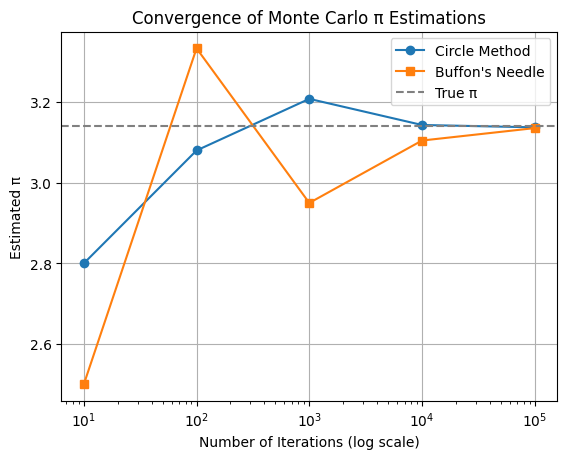 Convergence of Monte Carlo π Estimations
Circle Method
Buffon's Needle
True π
Estimated π
3.2
3.0
2.8
2.6
10¹
10²
10³
10⁴
10⁵
Number of Iterations (log scale)